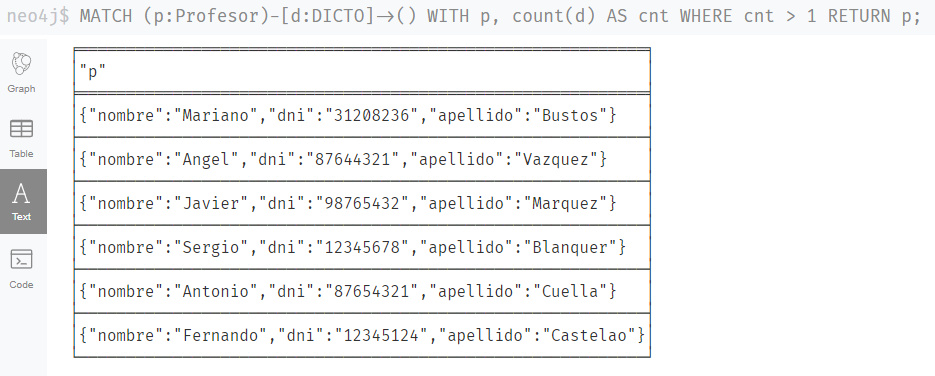 neo4j$ MATCH (p:Profesor)-[d:DICTO]→() WITH p, count(d) AS cnt WHERE cnt > 1 RETURN p;
Graph
Table
A
Text
Code
"p"
{"nombre":"Mariano","dni":"31208236","apellido":"Bustos"}
{"nombre":"Angel","dni":"87644321","apellido":"Vazquez"}
{"nombre":"Javier","dni":"98765432","apellido":"Marquez"}
{"nombre":"Sergio","dni":"12345678","apellido":"Blanquer"}
{"nombre":"Antonio","dni":"87654321","apellido":"Cuella"}
{"nombre":"Fernando","dni":"12345124","apellido":"Castelao"}